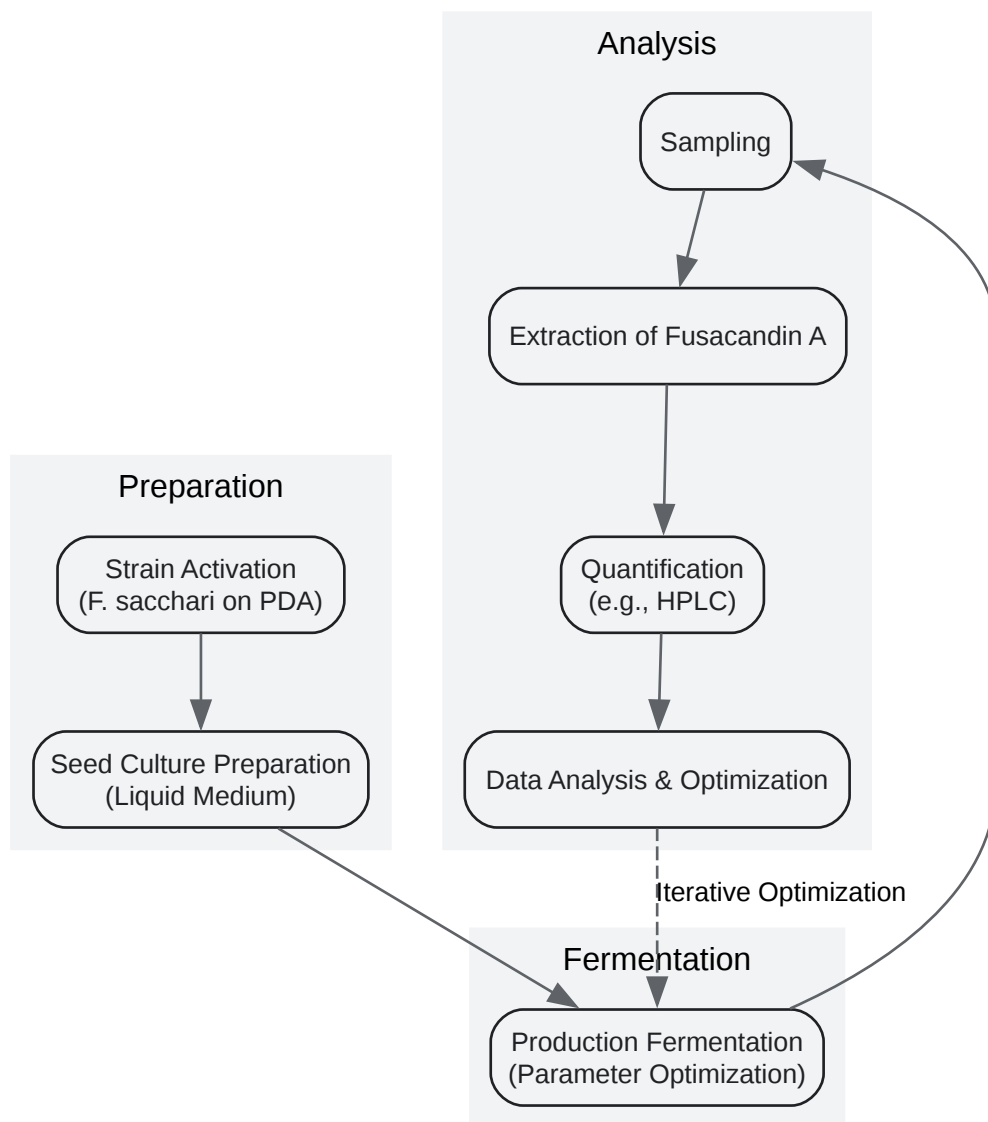 Analysis
Sampling
Extraction of Fusacandin A
Preparation
Strain Activation
(F. sacchari on PDA)
Quantification
(e.g., HPLC)
Seed Culture Preparation
(Liquid Medium)
Data Analysis & Optimization
Iterative Optimization
Fermentation
Production Fermentation
(Parameter Optimization)